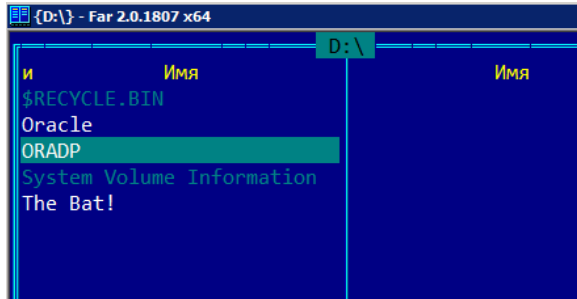 {D:\} - Far 2.0.1807 x64
D:\
и Имя Имя
$RECYCLE.BIN
Oracle
ORADP
System Volume Information
The Bat!